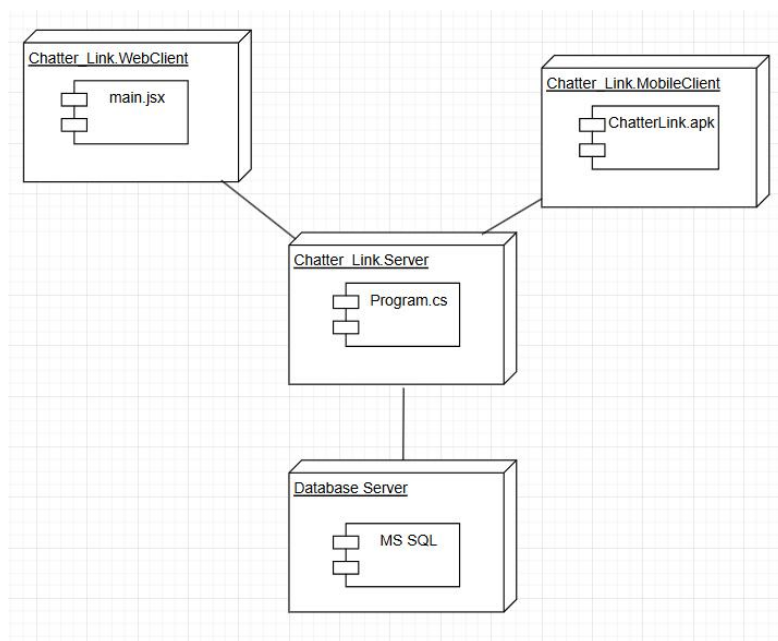 Chatter_Link.WebClient
main.jsx
Chatter_Link.MobileClient
ChatterLink.apk
Chatter_Link.Server
Program.cs
Database Server
MS SQL